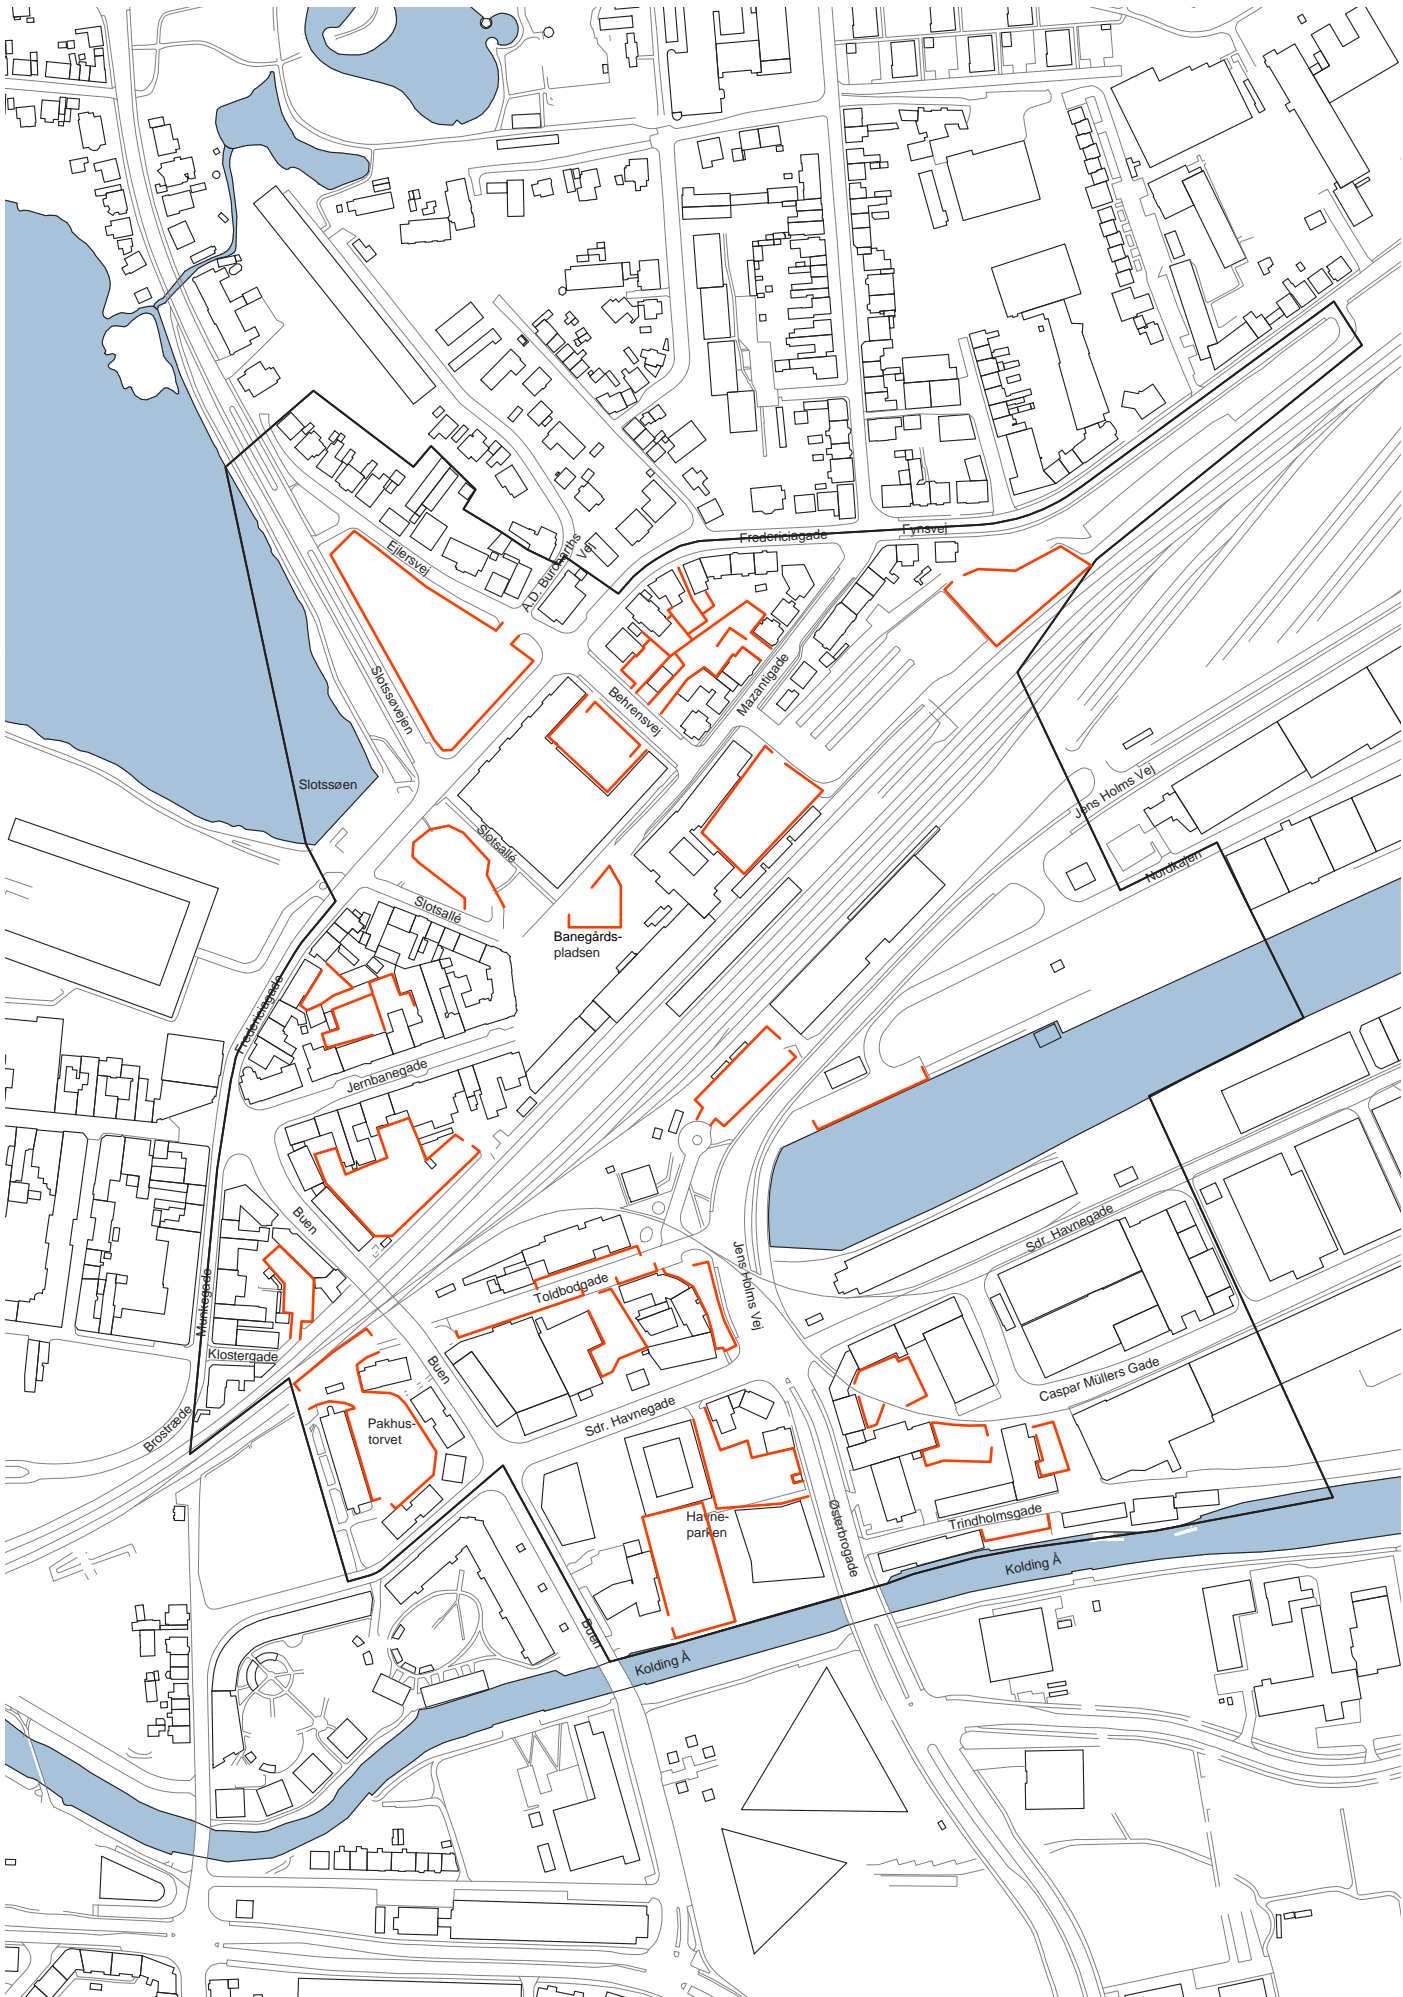 Fredericiagade
Fynsvej
Ejlersvej
A.D. Burcharths
Vej
Slotssøvejen
Behrensvej
Mazantigade
Slotssøen
Jens Holms Vej
Slotsallé
Nordkajen
Slotsallé
Banegårds-
pladsen
Fredericiagade
Jernbanegade
Buen
Sdr. Havnegade
Jens Holms Vej
Toldbodgade
Munkegade
Klostergade
Buen
Caspar Müllers Gade
Brostræde
Pakhus-
torvet
Sdr. Havnegade
Havne-
parken
Østerbrogade
Trindholmsgade
Kolding Å
Buen
Kolding Å